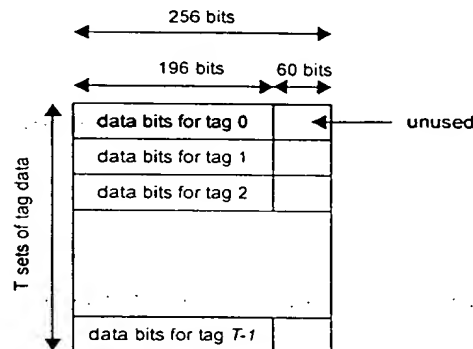 256 bits
196 bits
60 bits
data bits for tag 0
unused
data bits for tag 1
data bits for tag 2
T sets of tag data
data bits for tag T-1